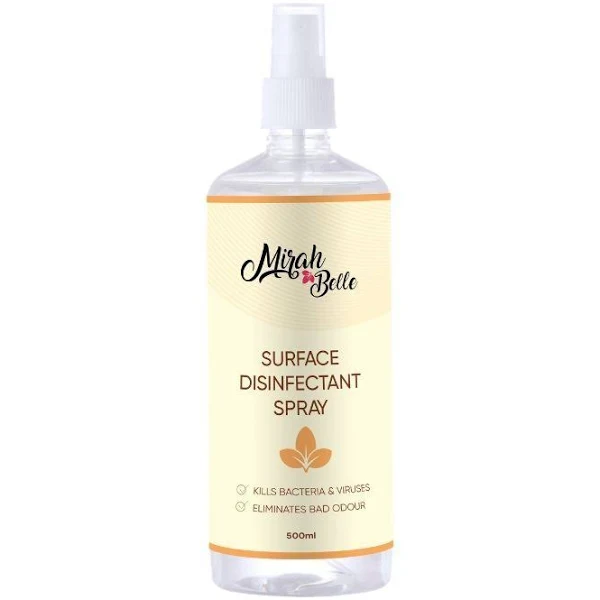 Mirah
Belle
SURFACE
DISINFECTANT
SPRAY
KILLS BACTERIA & VIRUSES
ELIMINATES BAD ODOUR
500ml